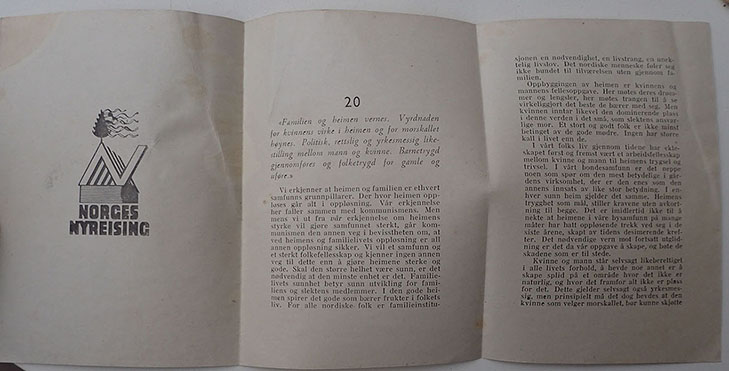 NORGES
NYREISING
20
«Familien og heimen vernes. Vyrdnaden
for kvinnens virke i heimen og for morskallet
høynes. Politisk, rettslig og yrkesmessig like-
stilling mellom mann og kvinne. Barnetrygd
gjennomføres og folketrygd for gamle og
uføre.»
Vi erkjenner at heimen og familien er ethvert
samfunns grunnpillarer. Der hvor heimen opp-
løses går alt i oppløsning. Vår erkjennelse
her faller sammen med kommunismens. Men
mens vi ut fra vår erkjennelse om heimens
styrke vil gjøre samfunnet sterkt, går kom-
munismen den annen veg i bevisstheten om, at
ved heimens og familielivets oppløsning er all
annen oppløsning sikker. Vi vil et samfunn og
et sterkt folkefellesskap og kjenner ingen annen
veg til dette enn å gjøre heimene sterke og
gode. Skal den større helhet være sunn, er det
nødvendig at den minste enhet er det. Familie-
livets sunnhet betyr sunn utvikling for famili-
ens og slektens medlemmer. I den gode hei-
men spirer det gode som bærer frukter i folkets
liv. For alle nordiske folk er familieinstitu-
sjonen en nødvendighet, en livstrang, en unek-
telig livslov. Det nordiske menneske føler seg
ikke bundet til tilværelsen uten gjennom fa-
milien.
Oppbyggingen av heimen er kvinnens og
mannens fellesoppgave. Her møtes deres drøm-
mer og lengsler, her møtes trangen til å se
virkeliggjort det beste de bærer med seg. Men
kvinnen inntar likevel den dominerende plass
i denne verden i det små, som slektens ansvar-
lige mor. Et stort og godt folk er ikke minst
betinget av de gode mødre. Ingen har større
kall i livet enn de.
I vårt folks liv gjennom tidene har ekte-
skapet først og fremst vært et arbeidsfellesskap
mellom kvinne og mann til heimens trygsel og
trivsel. I vårt bondesamfunn er det neppe
noen som spør om den mest betydelige i går-
dens virksomhet, der er den enes som den
annens innsats av like stor betydning. I en-
hver sunn heim gjelder det samme. Heimens
trygghet som mål, stiller kravene uten avkort-
ning til begge. Det er imidlertid ikke til å
nekte at heimene i våre bysamfunn på mange
måter har hatt oppløsende trekk ved seg i de
siste årene, skapt av tidens desimerende kref-
ter. Det nødvendige vern mot fortsatt utglid-
ning er det da vår oppgave å skape, og bøte de
skadene som er til stede.
Kvinne og mann står selvsagt likeberettiget
i alle livets forhold, å hevde noe annet er å
skape splid på et område hvor det ikke er
naturlig, og hvor det framfor alt ikke er plass
for det. Dette gjelder selvsagt også yrkesmes-
sig, men prinsipielt må det dog hevdes at den
kvinne som velger morskallet, bør kunne skjøtte